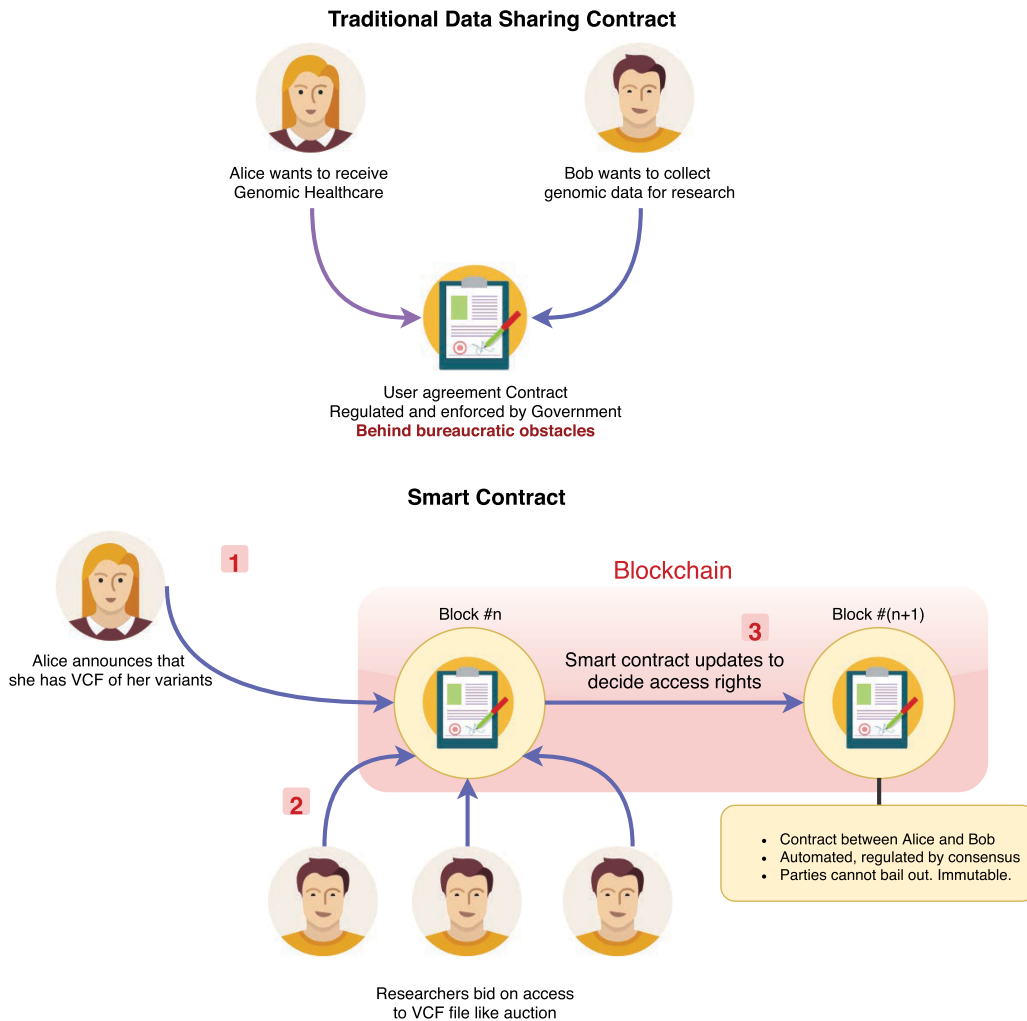 Traditional Data Sharing Contract
Alice wants to receive
Genomic Healthcare
Bob wants to collect
genomic data for research
User agreement Contract
Regulated and enforced by Government
Behind bureaucratic obstacles
Smart Contract
1
Blockchain
Block #n
3
Block #(n+1)
Alice announces that
she has VCF of her variants
Smart contract updates to
decide access rights
2
• Contract between Alice and Bob
• Automated, regulated by consensus
• Parties cannot bail out. Immutable.
Researchers bid on access
to VCF file like auction